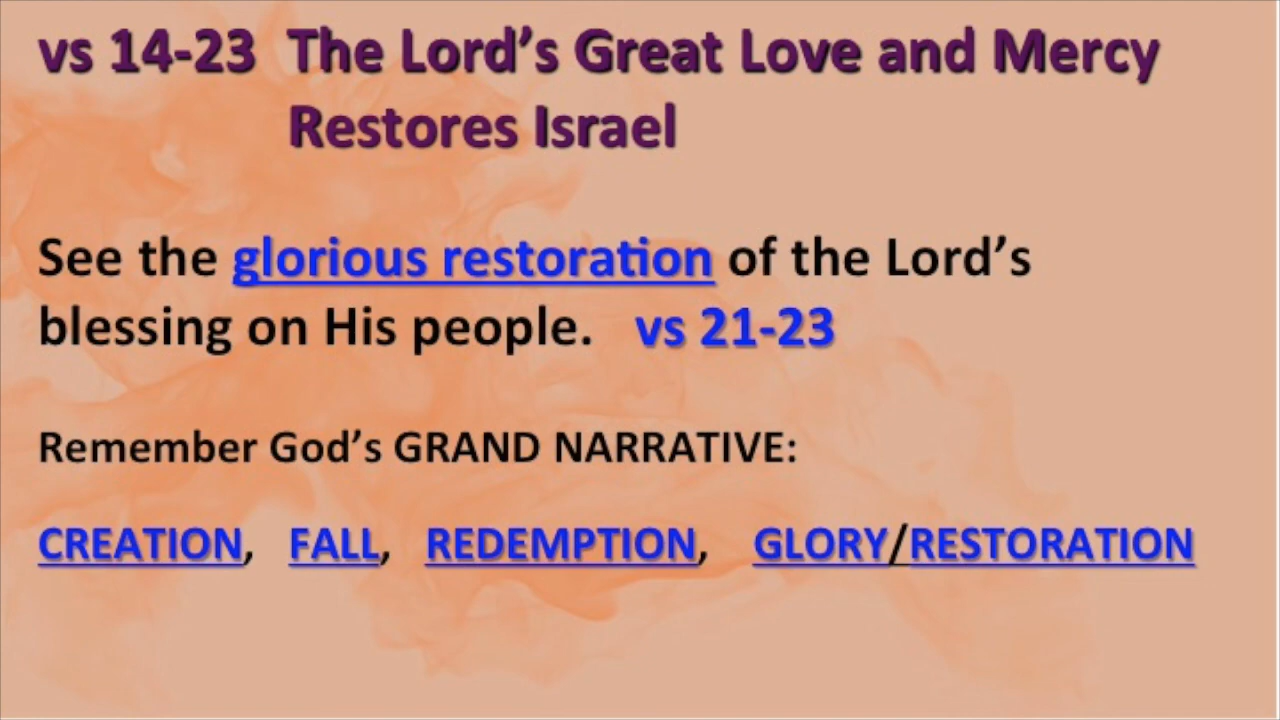 vs 14-23 The Lord’s Great Love and Mercy
Restores Israel
See the glorious restoration of the Lord’s
blessing on His people. vs 21-23
Remember God’s GRAND NARRATIVE:
CREATION, FALL, REDEMPTION, GLORY/RESTORATION